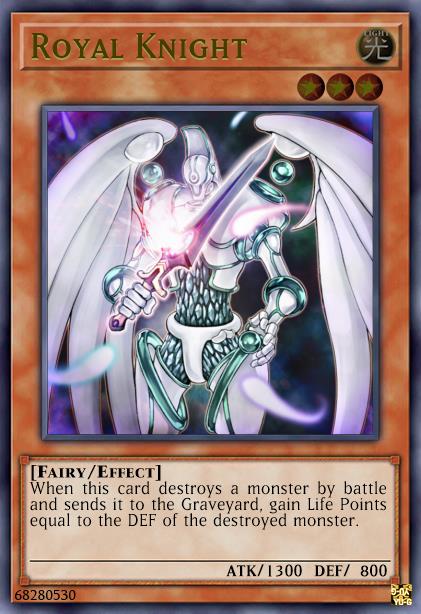 Royal Knight
LIGHT
光
[Fairy/Effect]
When this card destroys a monster by battle
and sends it to the Graveyard, gain Life Points
equal to the DEF of the destroyed monster.
ATK/1300 DEF/ 800
68280530